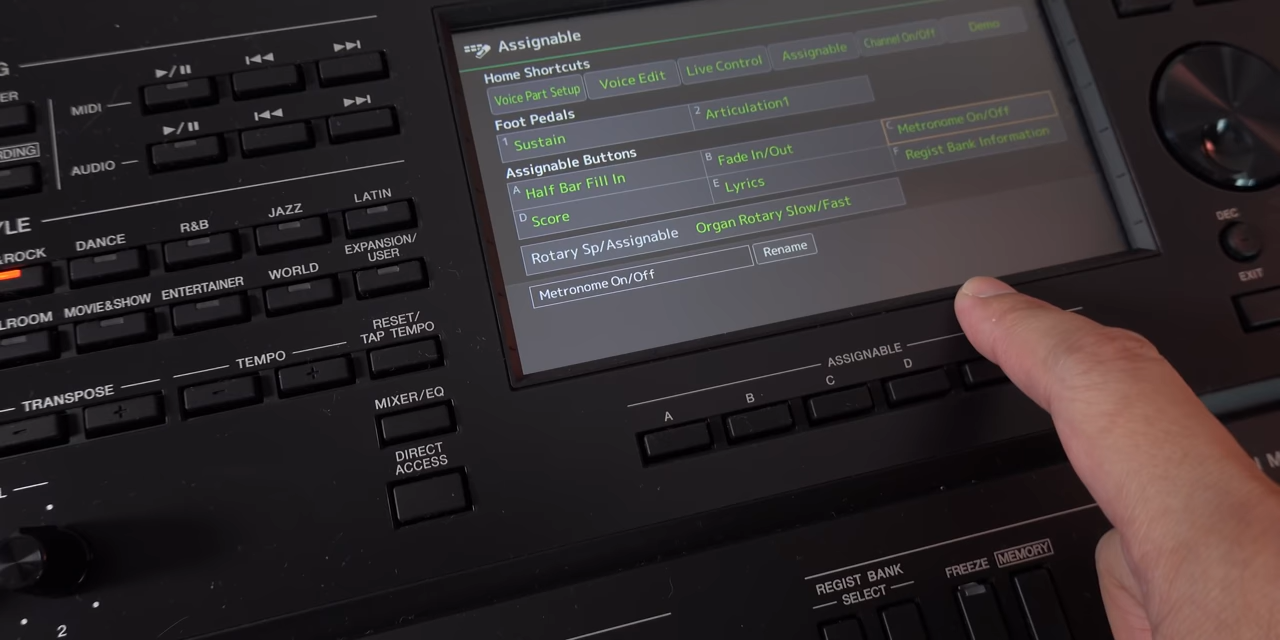 Assignable
Home Shortcuts
Voice Part Setup
Voice Edit
Live Control
Assignable
Channel On/Off
Demo
Foot Pedals
1 Sustain
2 Articulation1
Assignable Buttons
A Half Bar Fill In
B Fade In/Out
C Metronome On/Off
D Score
E Lyrics
F Regist Bank Information
Rotary Sp/Assignable
Organ Rotary Slow/Fast
Metronome On/Off
Rename
MIDI
AUDIO
DANCE
R&B
JAZZ
LATIN
MOVIE&SHOW
ENTERTAINER
WORLD
EXPANSION/
USER
TRANSPOSE
- +
TEMPO
- +
RESET/
TAP TEMPO
MIXER/EQ
DIRECT
ACCESS
ASSIGNABLE
A B C D
DEC
EXIT
REGIST BANK
SELECT
FREEZE
MEMORY
2